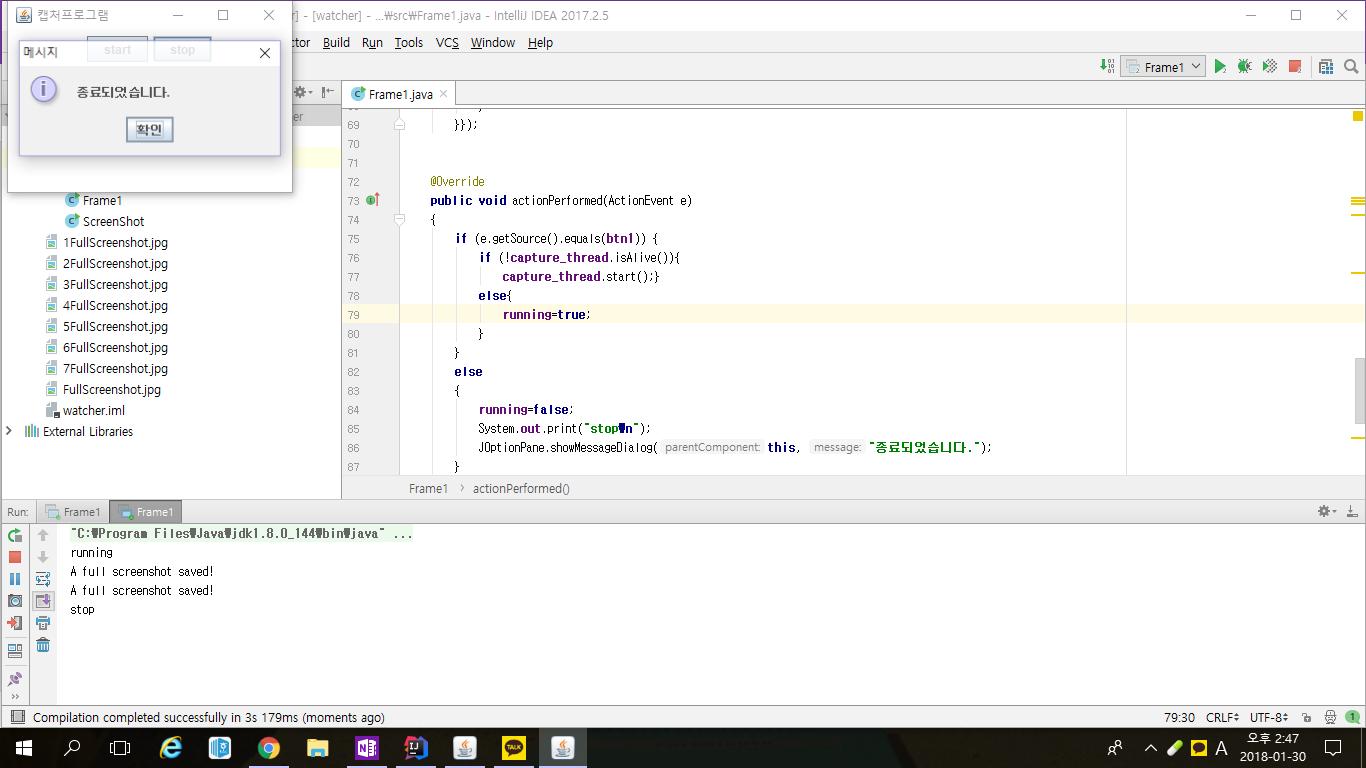 캡처프로그램
] - [watcher] - ...₩src₩Frame1.java - IntelliJ IDEA 2017.2.5
start
stop
Build Run Tools VCS Window Help
메시지
종료되었습니다.
확인
Frame1
Frame1.java
69 }});
70
71
72 @Override
73 public void actionPerformed(ActionEvent e)
74 {
75 if (e.getSource().equals(btn1)) {
76 if (!capture_thread.isAlive()){
77 capture_thread.start();}
78 else{
79 running=true;
80 }
81 }
82 else
83 {
84 running=false;
85 System.out.print("stop₩n");
86 JOptionPane.showMessageDialog( parentComponent: this, message: "종료되었습니다.");
87 }
Frame1
ScreenShot
1FullScreenshot.jpg
2FullScreenshot.jpg
3FullScreenshot.jpg
4FullScreenshot.jpg
5FullScreenshot.jpg
6FullScreenshot.jpg
7FullScreenshot.jpg
FullScreenshot.jpg
watcher.iml
External Libraries
Frame1 › actionPerformed()
Run: Frame1 Frame1
"C:₩Program Files₩Java₩jdk1.8.0_144₩bin₩java" ...
running
A full screenshot saved!
A full screenshot saved!
stop
Compilation completed successfully in 3s 179ms (moments ago)
79:30 CRLF UTF-8
1
TALK
A
오후 2:47
2018-01-30